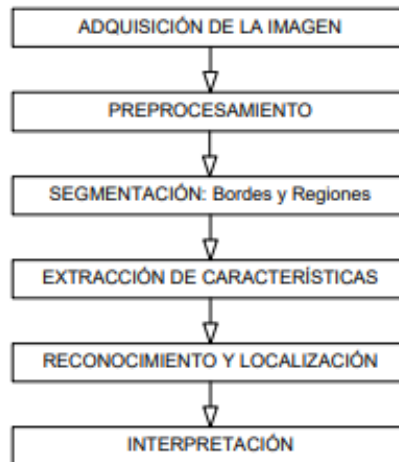 ADQUISICIÓN DE LA IMAGEN
PREPROCESAMIENTO
SEGMENTACIÓN: Bordes y Regiones
EXTRACCIÓN DE CARACTERÍSTICAS
RECONOCIMIENTO Y LOCALIZACIÓN
INTERPRETACIÓN